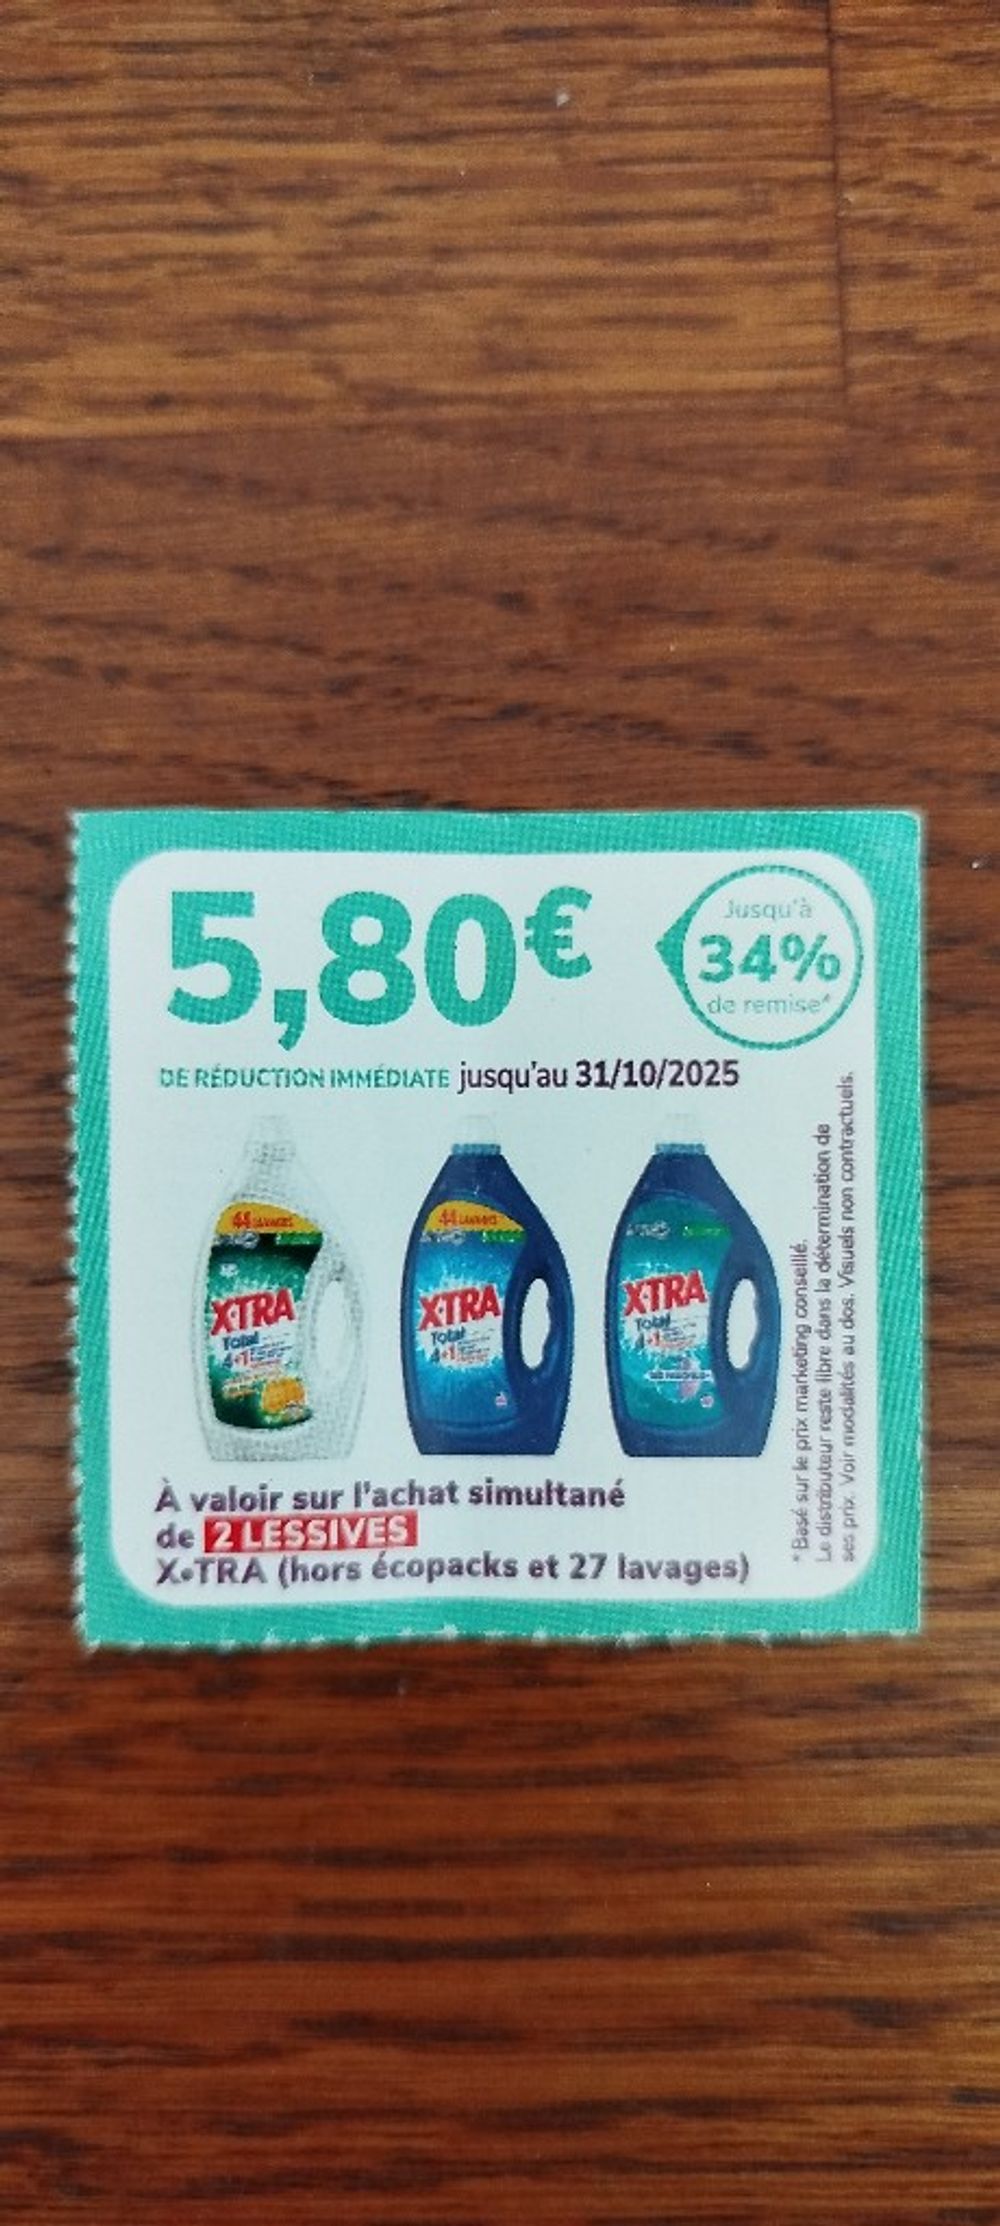 5,80€
Jusqu'à
34%
de remise*
DE RÉDUCTION IMMÉDIATE jusqu'au 31/10/2025
44 LAVAGES
X•TRA
Total
4+1
44 LAVAGES
X•TRA
Total
4+1
X•TRA
Total
4+1
À valoir sur l'achat simultané
de 2 LESSIVES
X•TRA (hors écopacks et 27 lavages)
*Basé sur le prix marketing conseillé.
Le distributeur reste libre dans la détermination de
ses prix. Voir modalités au dos. Visuels non contractuels.